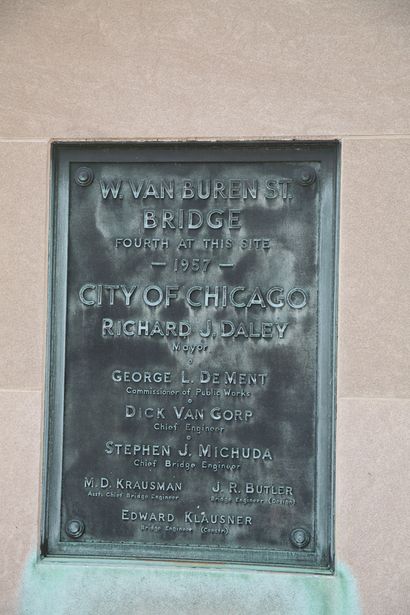 W. VAN BUREN ST.
BRIDGE
FOURTH AT THIS SITE
— 1957 —
CITY OF CHICAGO
RICHARD J. DALEY
Mayor
GEORGE L. DE MENT
Commissioner of Public Works
DICK VAN GORP
Chief Engineer
STEPHEN J. MICHUDA
Chief Bridge Engineer
M.D. KRAUSMAN J.R. BUTLER
Asst. Chief Bridge Engineer Bridge Engineer (Design)
EDWARD KLAUSNER
Bridge Engineer (Constr.)